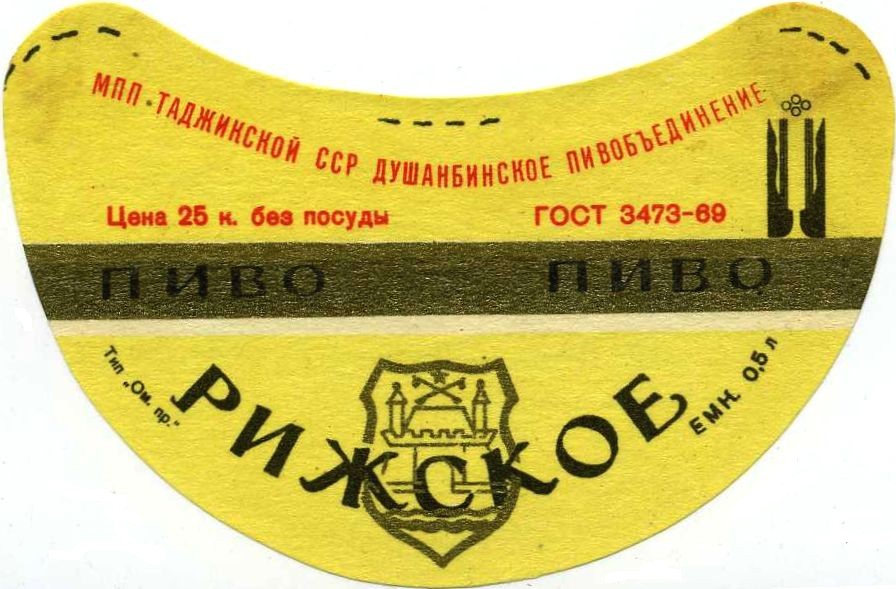 МПП ТАДЖИКСКОЙ ССР ДУШАНБИНСКОЕ ПИВОБЪЕДИНЕНИЕ
Цена 25 к. без посуды ГОСТ 3473-69
ПИВО ПИВО
Тип „Ом. пр.“ РИЖСКОЕ ЕМК. 0,5 л